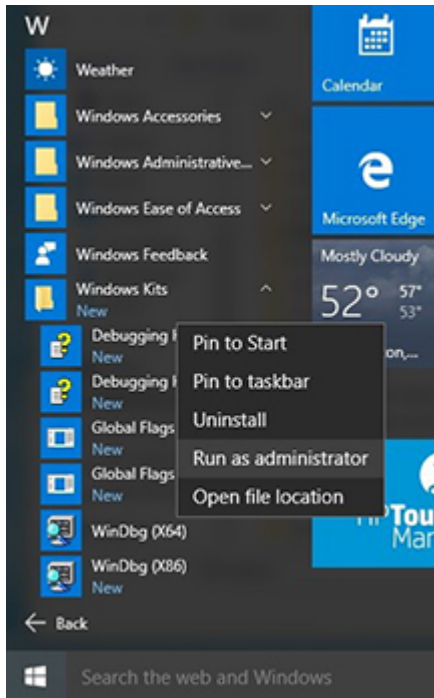 W
Weather
Windows Accessories
Windows Administrative...
Windows Ease of Access
Windows Feedback
Windows Kits
New
Debugging
New
Debugging
New
Global Flags
New
Global Flags
New
WinDbg (X64)
WinDbg (X86)
New
Back
Search the web and Windows
Pin to Start
Pin to taskbar
Uninstall
Run as administrator
Open file location
Calendar
Microsoft Edge
Mostly Cloudy
52° 57°
53°
on,...